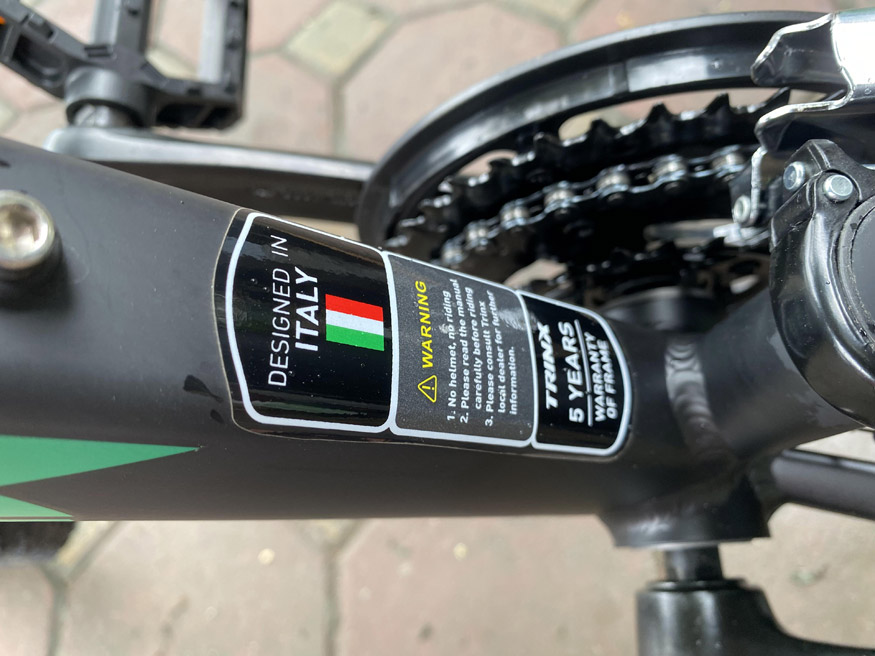 DESIGNED IN
ITALY
WARNING
1. No helmet, no riding
2. Please read the manual
carefully before riding
3. Please consult Trinx
local dealer for further
information.
TRINX
5 YEARS
WARRANTY
OF FRAME